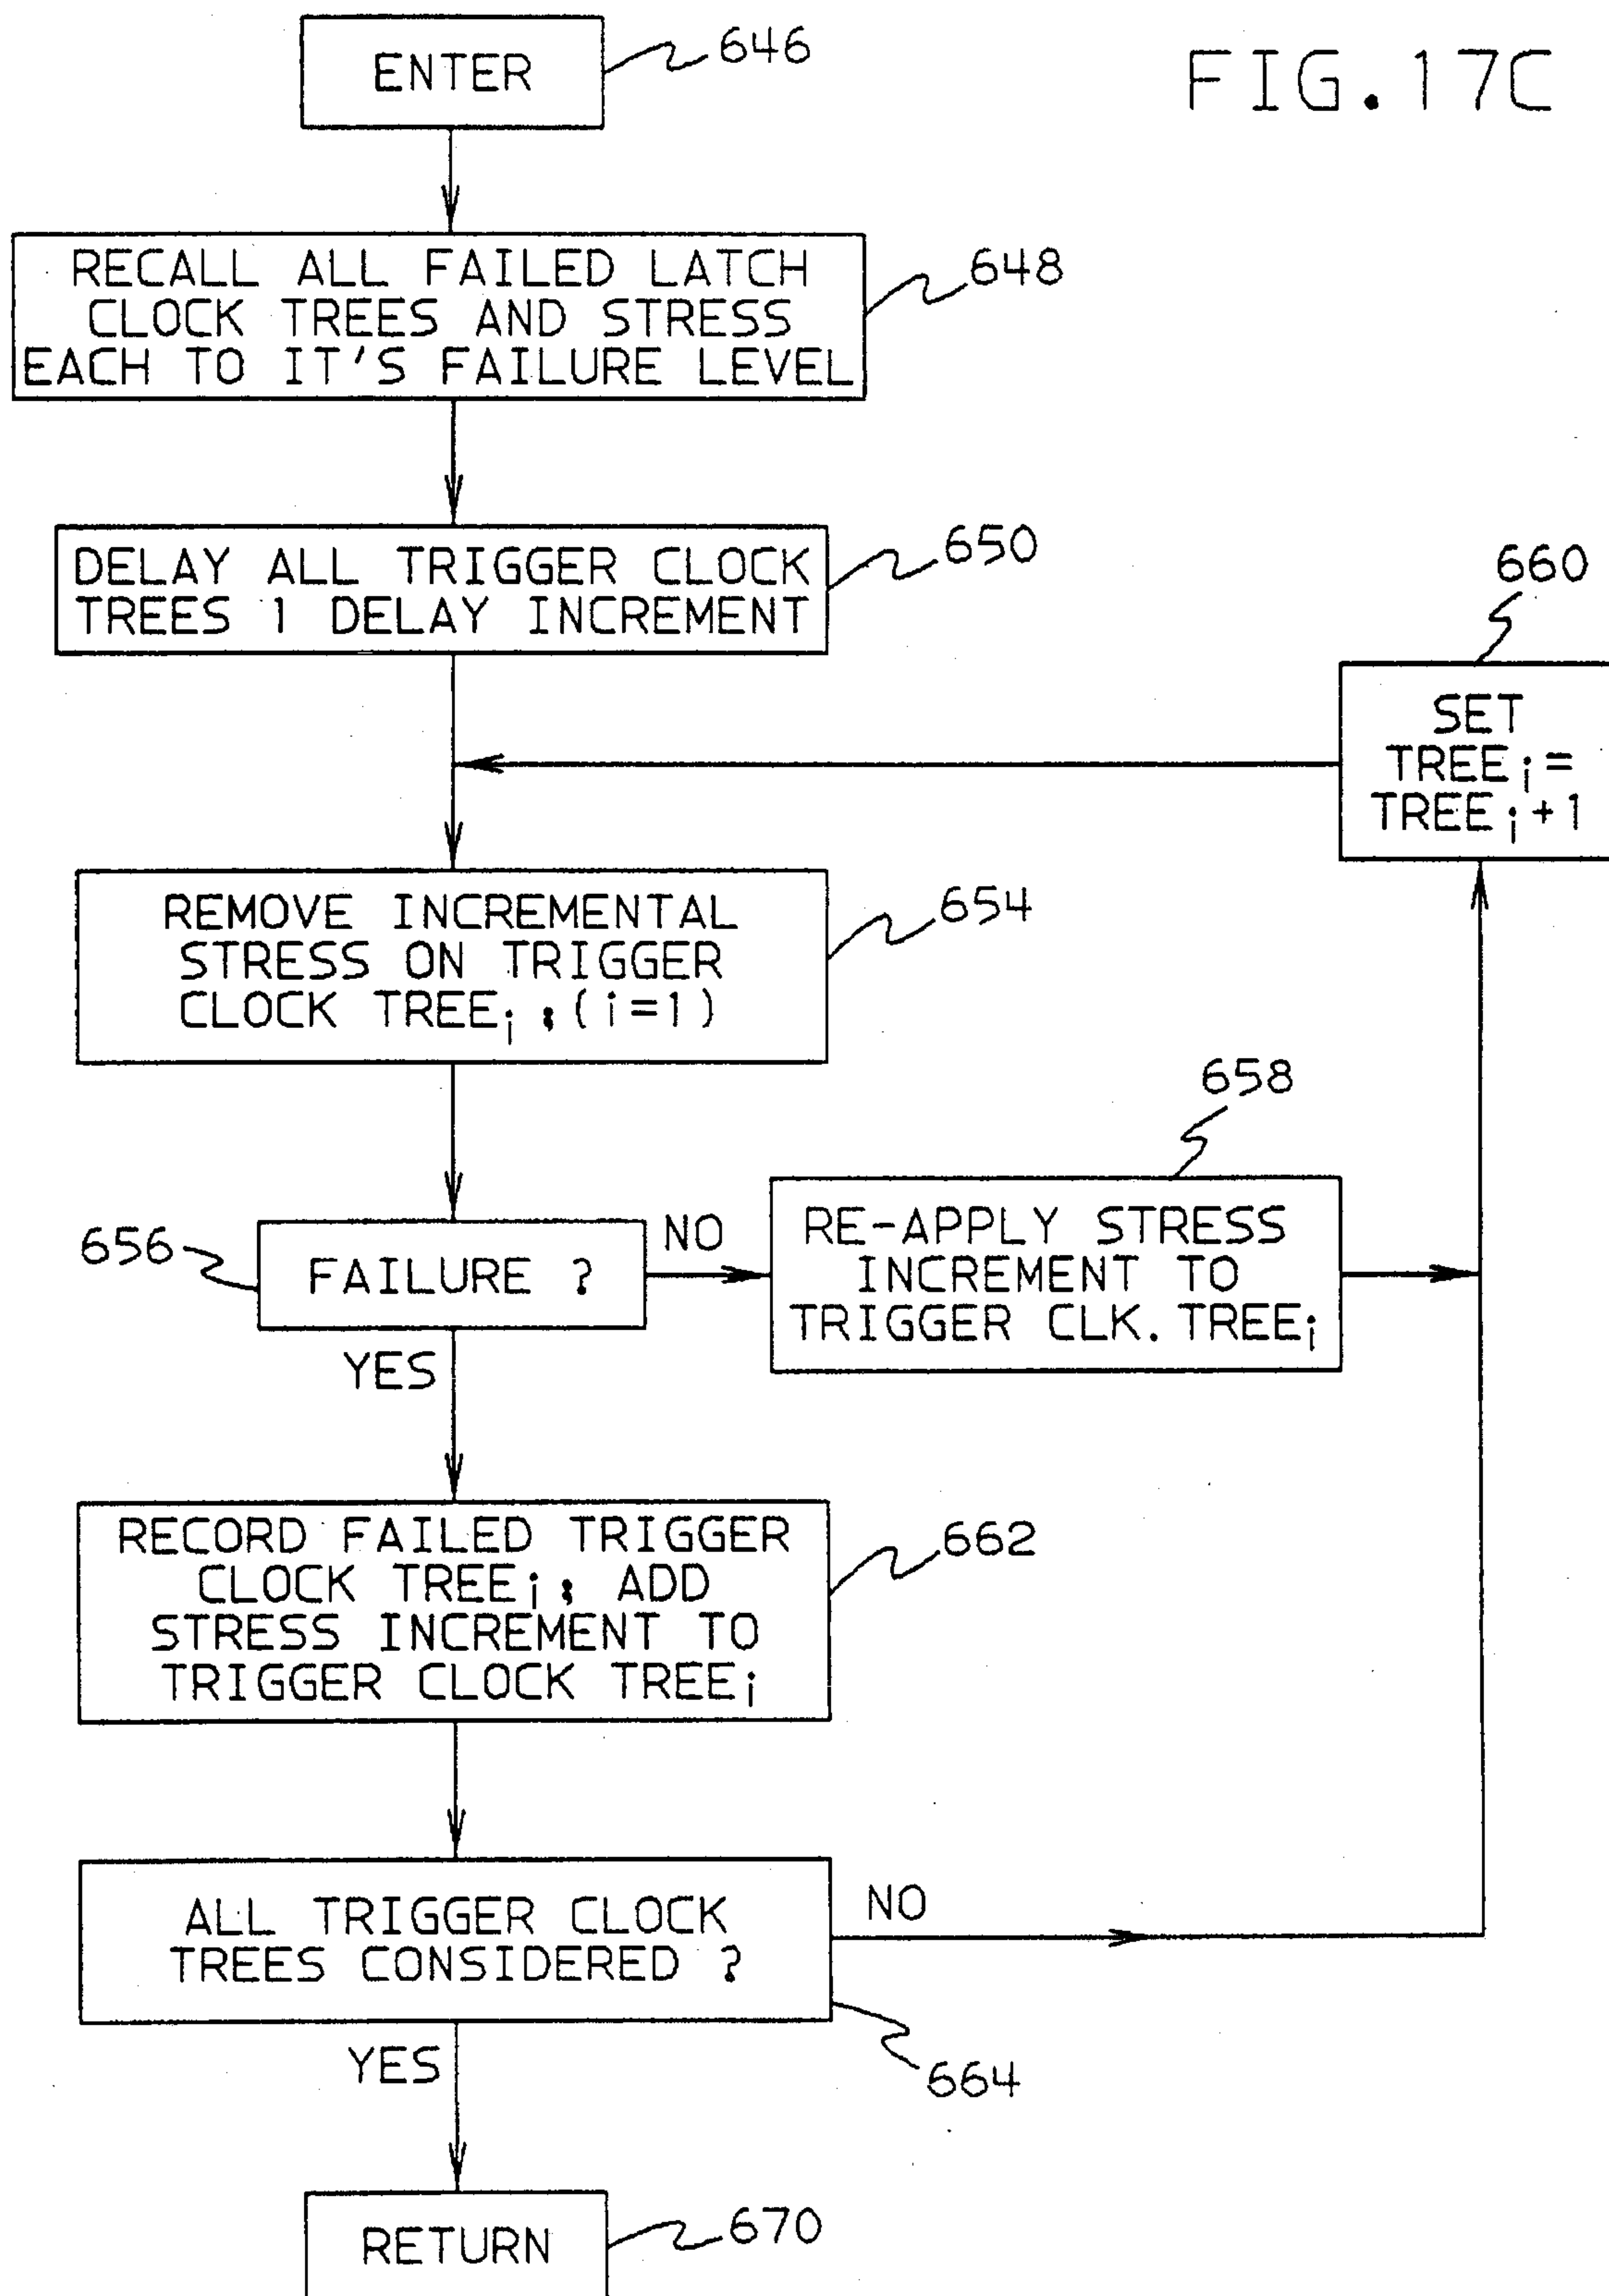 FIG.17C
ENTER
646
RECALL ALL FAILED LATCH
CLOCK TREES AND STRESS
EACH TO IT'S FAILURE LEVEL
648
DELAY ALL TRIGGER CLOCK
TREES 1 DELAY INCREMENT
650
660
SET
TREEi=
TREEi+1
REMOVE INCREMENTAL
STRESS ON TRIGGER
CLOCK TREEi;(i=1)
654
656
FAILURE ?
NO
YES
658
RE-APPLY STRESS
INCREMENT TO
TRIGGER CLK. TREEi
RECORD FAILED TRIGGER
CLOCK TREEi; ADD
STRESS INCREMENT TO
TRIGGER CLOCK TREEi
662
ALL TRIGGER CLOCK
TREES CONSIDERED ?
NO
664
YES
RETURN
670